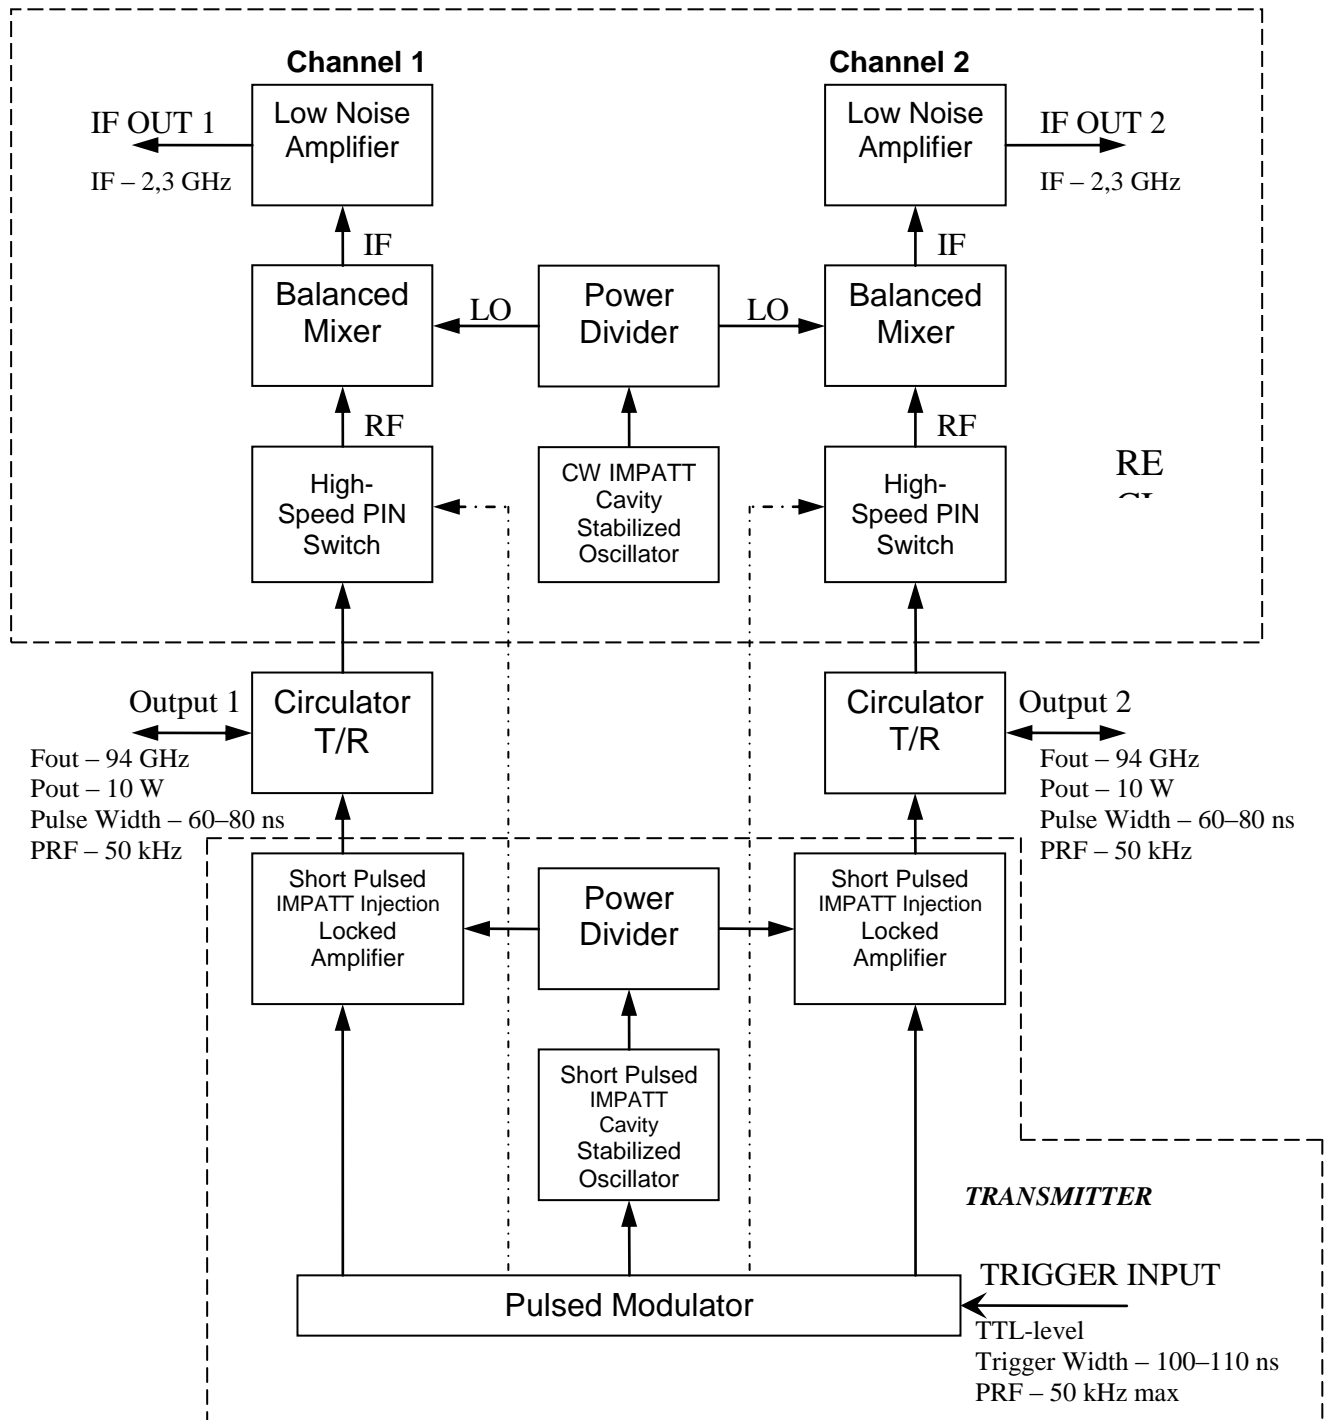 Channel 1
Channel 2
Low Noise
Amplifier
IF OUT 1
IF – 2,3 GHz
Low Noise
Amplifier
IF OUT 2
IF – 2,3 GHz
IF
IF
Balanced
Mixer
LO
Power
Divider
LO
Balanced
Mixer
RF
RF
High-
Speed PIN
Switch
CW IMPATT
Cavity
Stabilized
Oscillator
High-
Speed PIN
Switch
RE
Output 1
Circulator
T/R
Circulator
T/R
Output 2
Fout – 94 GHz
Pout – 10 W
Pulse Width – 60–80 ns
PRF – 50 kHz
Fout – 94 GHz
Pout – 10 W
Pulse Width – 60–80 ns
PRF – 50 kHz
Short Pulsed
IMPATT Injection
Locked
Amplifier
Power
Divider
Short Pulsed
IMPATT Injection
Locked
Amplifier
Short Pulsed
IMPATT
Cavity
Stabilized
Oscillator
TRANSMITTER
TRIGGER INPUT
Pulsed Modulator
TTL-level
Trigger Width – 100–110 ns
PRF – 50 kHz max